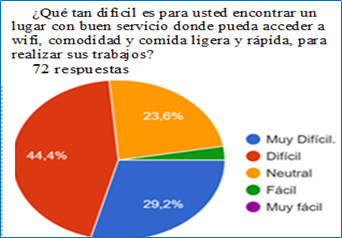 ¿Qué tan difícil es para usted encontrar un
lugar con buen servicio donde pueda acceder a
wifi, comodidad y comida ligera y rápida, para
realizar sus trabajos?
72 respuestas
23,6%
44,4%
29,2%
Muy Difícil.
Difícil
Neutral
Fácil
Muy fácil